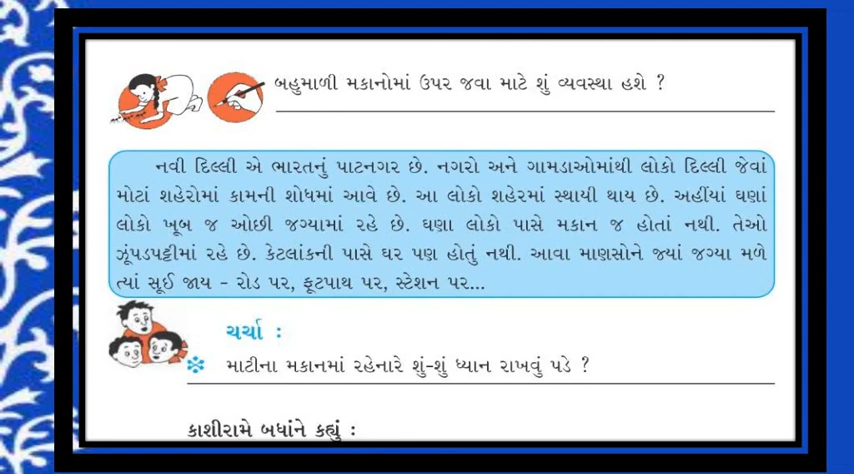 બહુમાળી મકાનોમાં ઉપર જવા માટે શું વ્યવસ્થા હશે ?
નવી દિલ્લી એ ભારતનું પાટનગર છે. નગરો અને ગામડાઓમાંથી લોકો દિલ્લી જેવાં
મોટાં શહેરોમાં કામની શોધમાં આવે છે. આ લોકો શહેરમાં સ્થાયી થાય છે. અહીંયાં ઘણાં
લોકો ખૂબ જ ઓછી જગ્યામાં રહે છે. ઘણા લોકો પાસે મકાન જ હોતાં નથી. તેઓ
ઝૂંપડપટ્ટીમાં રહે છે. કેટલાંકની પાસે ઘર પણ હોતું નથી. આવા માણસોને જ્યાં જગ્યા મળે
ત્યાં સૂઈ જાય – રોડ પર, ફૂટપાથ પર, સ્ટેશન પર...
ચર્ચા :
માટીના મકાનમાં રહેનારે શું-શું ધ્યાન રાખવું પડે ?
કાશીરામે બધાંને કહ્યું :